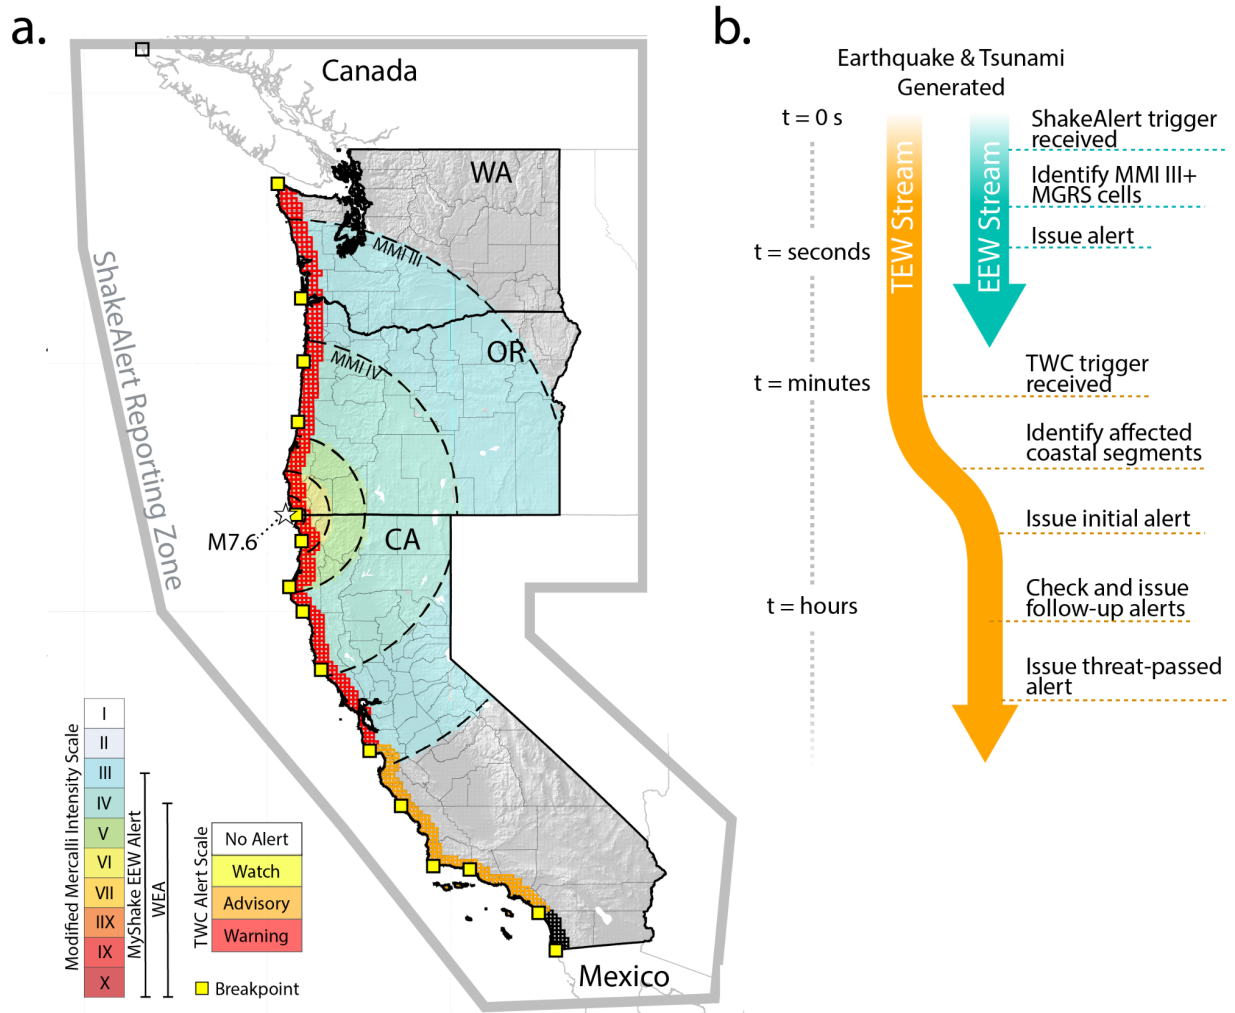 a.
Canada
WA
MMI III
OR
MMI IV
CA
M7.6
ShakeAlert Reporting Zone
Mexico
Modified Mercalli Intensity Scale
I
II
III
IV
V
VI
VII
IIX
IX
X
MyShake EEW Alert
WEA
TWC Alert Scale
No Alert
Watch
Advisory
Warning
Breakpoint
b.
Earthquake & Tsunami
Generated
t = 0 s
t = seconds
t = minutes
t = hours
TEW Stream
EEW Stream
ShakeAlert trigger
received
Identify MMI III+
MGRS cells
Issue alert
TWC trigger
received
Identify affected
coastal segments
Issue initial alert
Check and issue
follow-up alerts
Issue threat-passed
alert